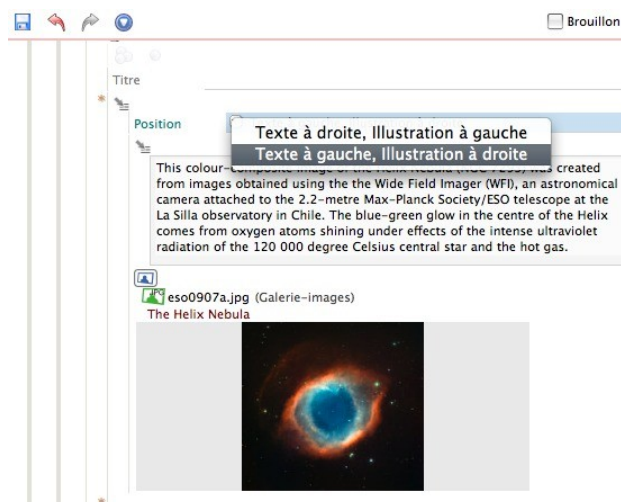 Brouillon
Titre
Position
Texte à droite, Illustration à gauche
Texte à gauche, Illustration à droite
This colour-composite image of the Helix Nebula was created
from images obtained using the the Wide Field Imager (WFI), an astronomical
camera attached to the 2.2-metre Max-Planck Society/ESO telescope at the
La Silla observatory in Chile. The blue-green glow in the centre of the Helix
comes from oxygen atoms shining under effects of the intense ultraviolet
radiation of the 120 000 degree Celsius central star and the hot gas.
eso0907a.jpg (Galerie-images)
The Helix Nebula